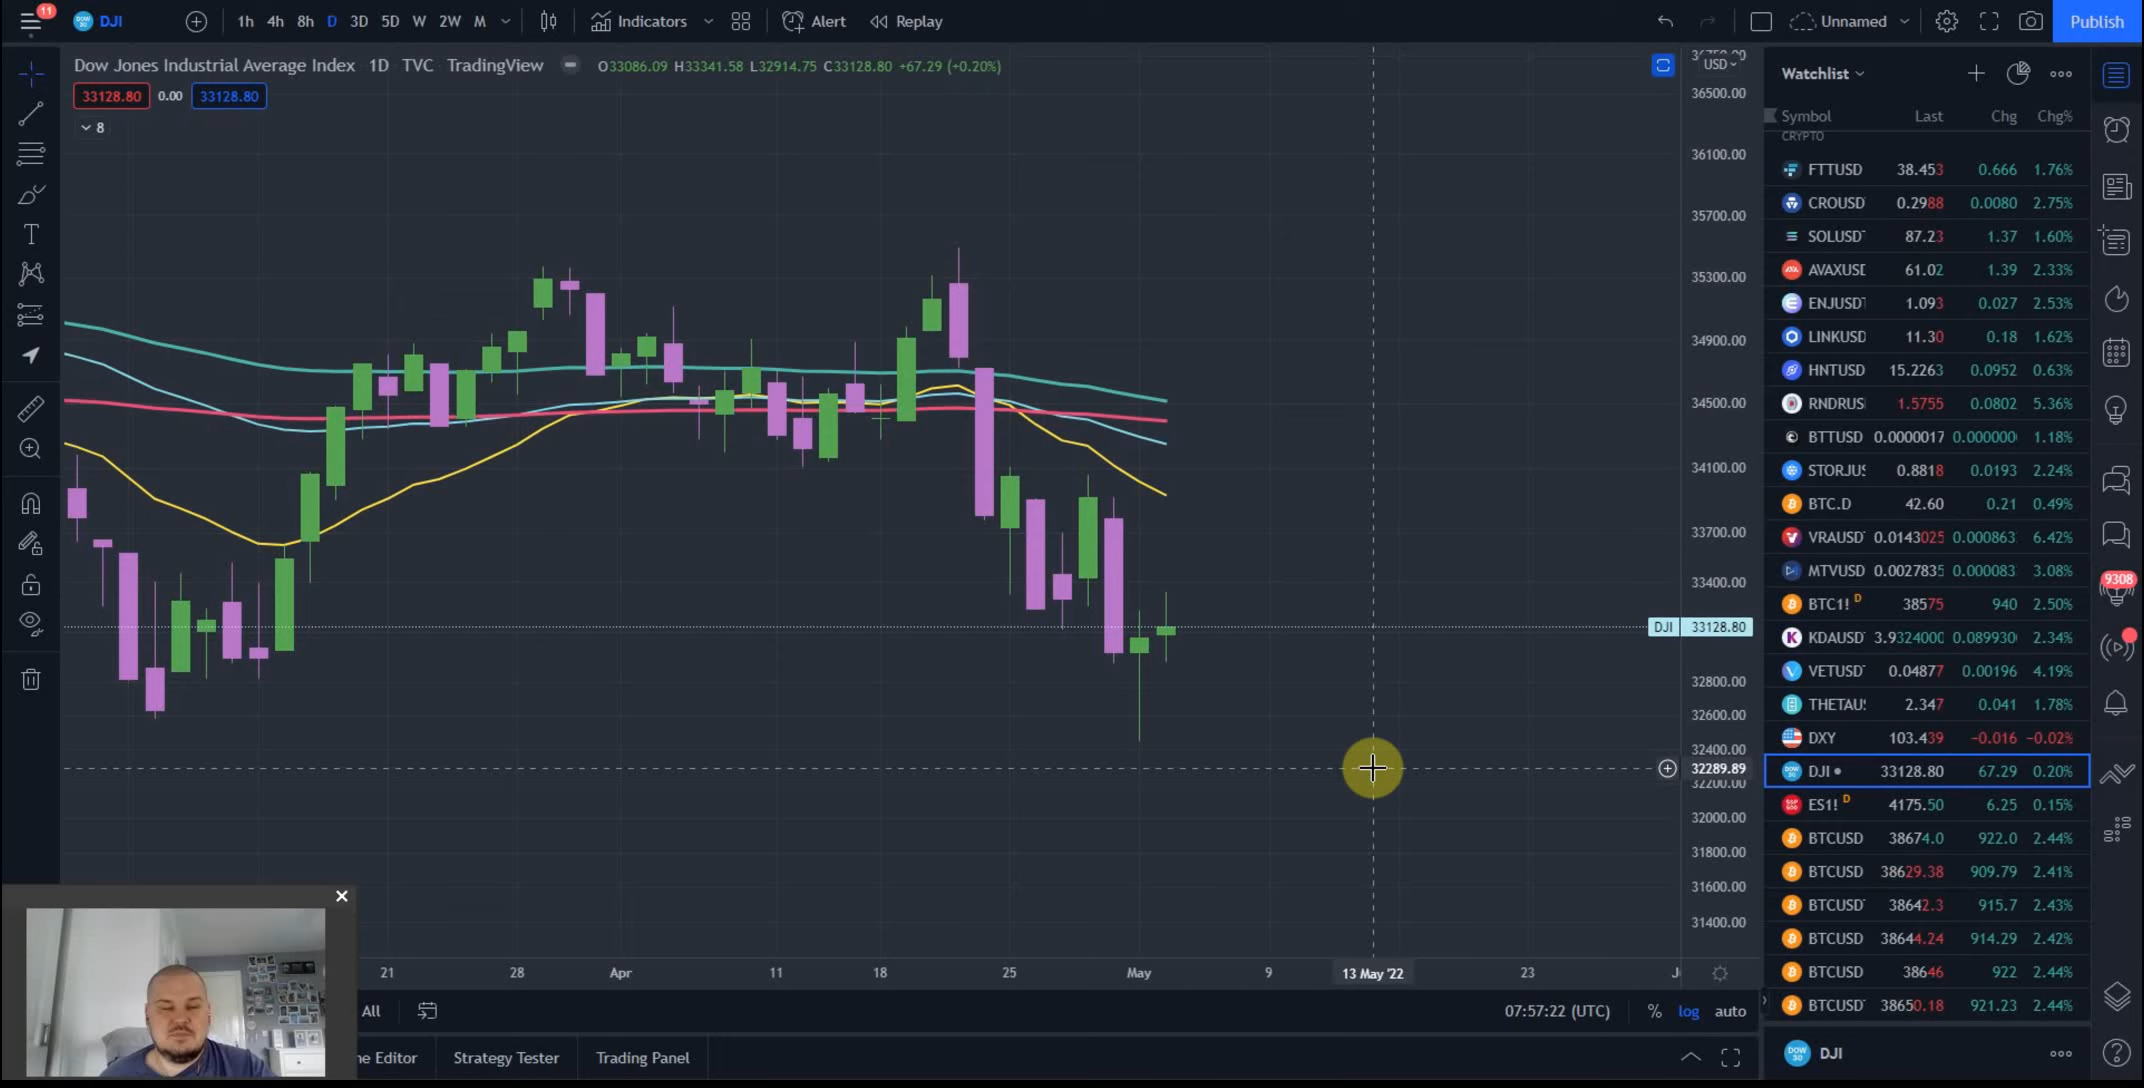 11
DJI
1h 4h 8h D 3D 5D W 2W M
Indicators
Alert
Replay
Unnamed
Publish
Dow Jones Industrial Average Index 1D TVC TradingView
O33086.09 H33341.58 L32914.75 C33128.80 +67.29 (+0.20%)
33128.80 0.00 33128.80
8
USD
36500.00
36100.00
35700.00
35300.00
34900.00
34500.00
34100.00
33700.00
33400.00
DJI 33128.80
32800.00
32600.00
32400.00
32289.89
32200.00
32000.00
31800.00
31600.00
31400.00
21 28 Apr 11 18 25 May 9 13 May '22 23
All
07:57:22 (UTC) % log auto
ne Editor Strategy Tester Trading Panel
Watchlist
Symbol Last Chg Chg%
CRYPTO
FTTUSD 38.453 0.666 1.76%
CROUSD 0.2988 0.0080 2.75%
SOLUSD 87.23 1.37 1.60%
AVAXUSD 61.02 1.39 2.33%
ENJUSD 1.093 0.027 2.53%
LINKUSD 11.30 0.18 1.62%
HNTUSD 15.2263 0.0952 0.63%
RNDRUS 1.5755 0.0802 5.36%
BTTUSD 0.0000017 0.000000 1.18%
STORJUS 0.8818 0.0193 2.24%
BTC.D 42.60 0.21 0.49%
VRAUSD 0.0143025 0.000863 6.42%
MTVUSD 0.0027835 0.000083 3.08%
BTC1! D 38575 940 2.50%
KDAUSD 3.9324000 0.089930 2.34%
VETUSD 0.04877 0.00196 4.19%
THETAUS 2.347 0.041 1.78%
DXY 103.439 −0.016 −0.02%
DJI 33128.80 67.29 0.20%
ES1! D 4175.50 6.25 0.15%
BTCUSD 38674.0 922.0 2.44%
BTCUSD 38629.38 909.79 2.41%
BTCUSD 38642.3 915.7 2.43%
BTCUSD 38644.24 914.29 2.42%
BTCUSD 38646 922 2.44%
BTCUSD 38650.18 921.23 2.44%
DJI
9308